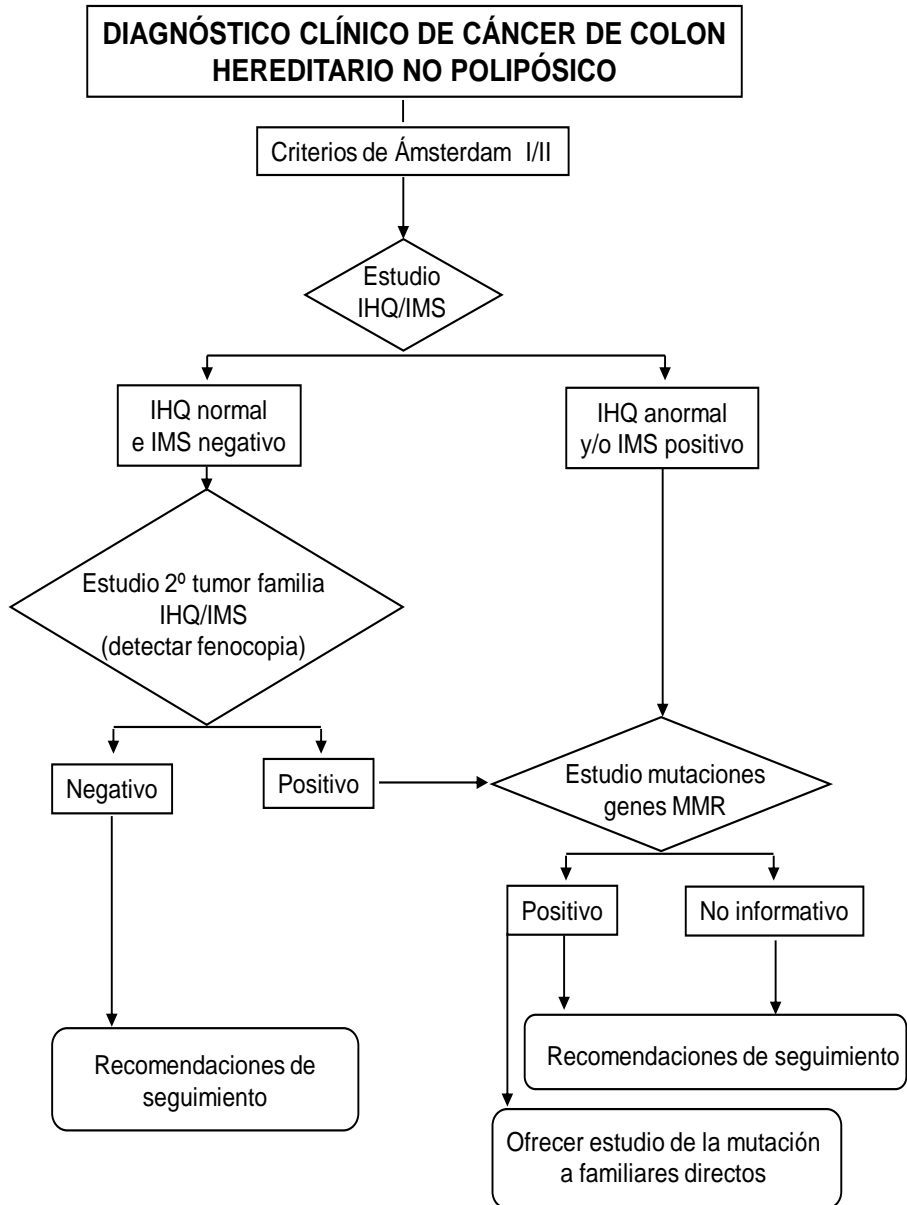 DIAGNÓSTICO CLÍNICO DE CÁNCER DE COLON
HEREDITARIO NO POLIPÓSICO
Criterios de Ámsterdam I/II
Estudio
IHQ/IMS
IHQ normal
e IMS negativo
IHQ anormal
y/o IMS positivo
Estudio 2º tumor familia
IHQ/IMS
(detectar fenocopia)
Negativo
Positivo
Estudio mutaciones
genes MMR
Positivo
No informativo
Recomendaciones de
seguimiento
Recomendaciones de seguimiento
Ofrecer estudio de la mutación
a familiares directos